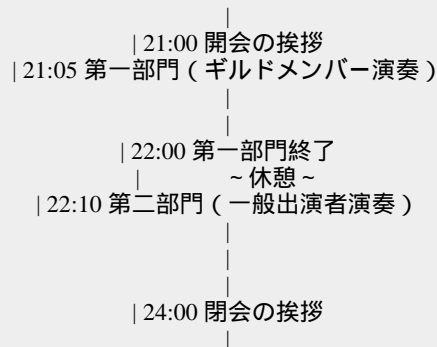 |
| 21:00 開会の挨拶
| 21:05 第一部門（ギルドメンバー演奏）
|
|
| 22:00 第一部門終了
| ~休憩~
| 22:10 第二部門（一般出演者演奏）
|
|
|
| 24:00 閉会の挨拶
|